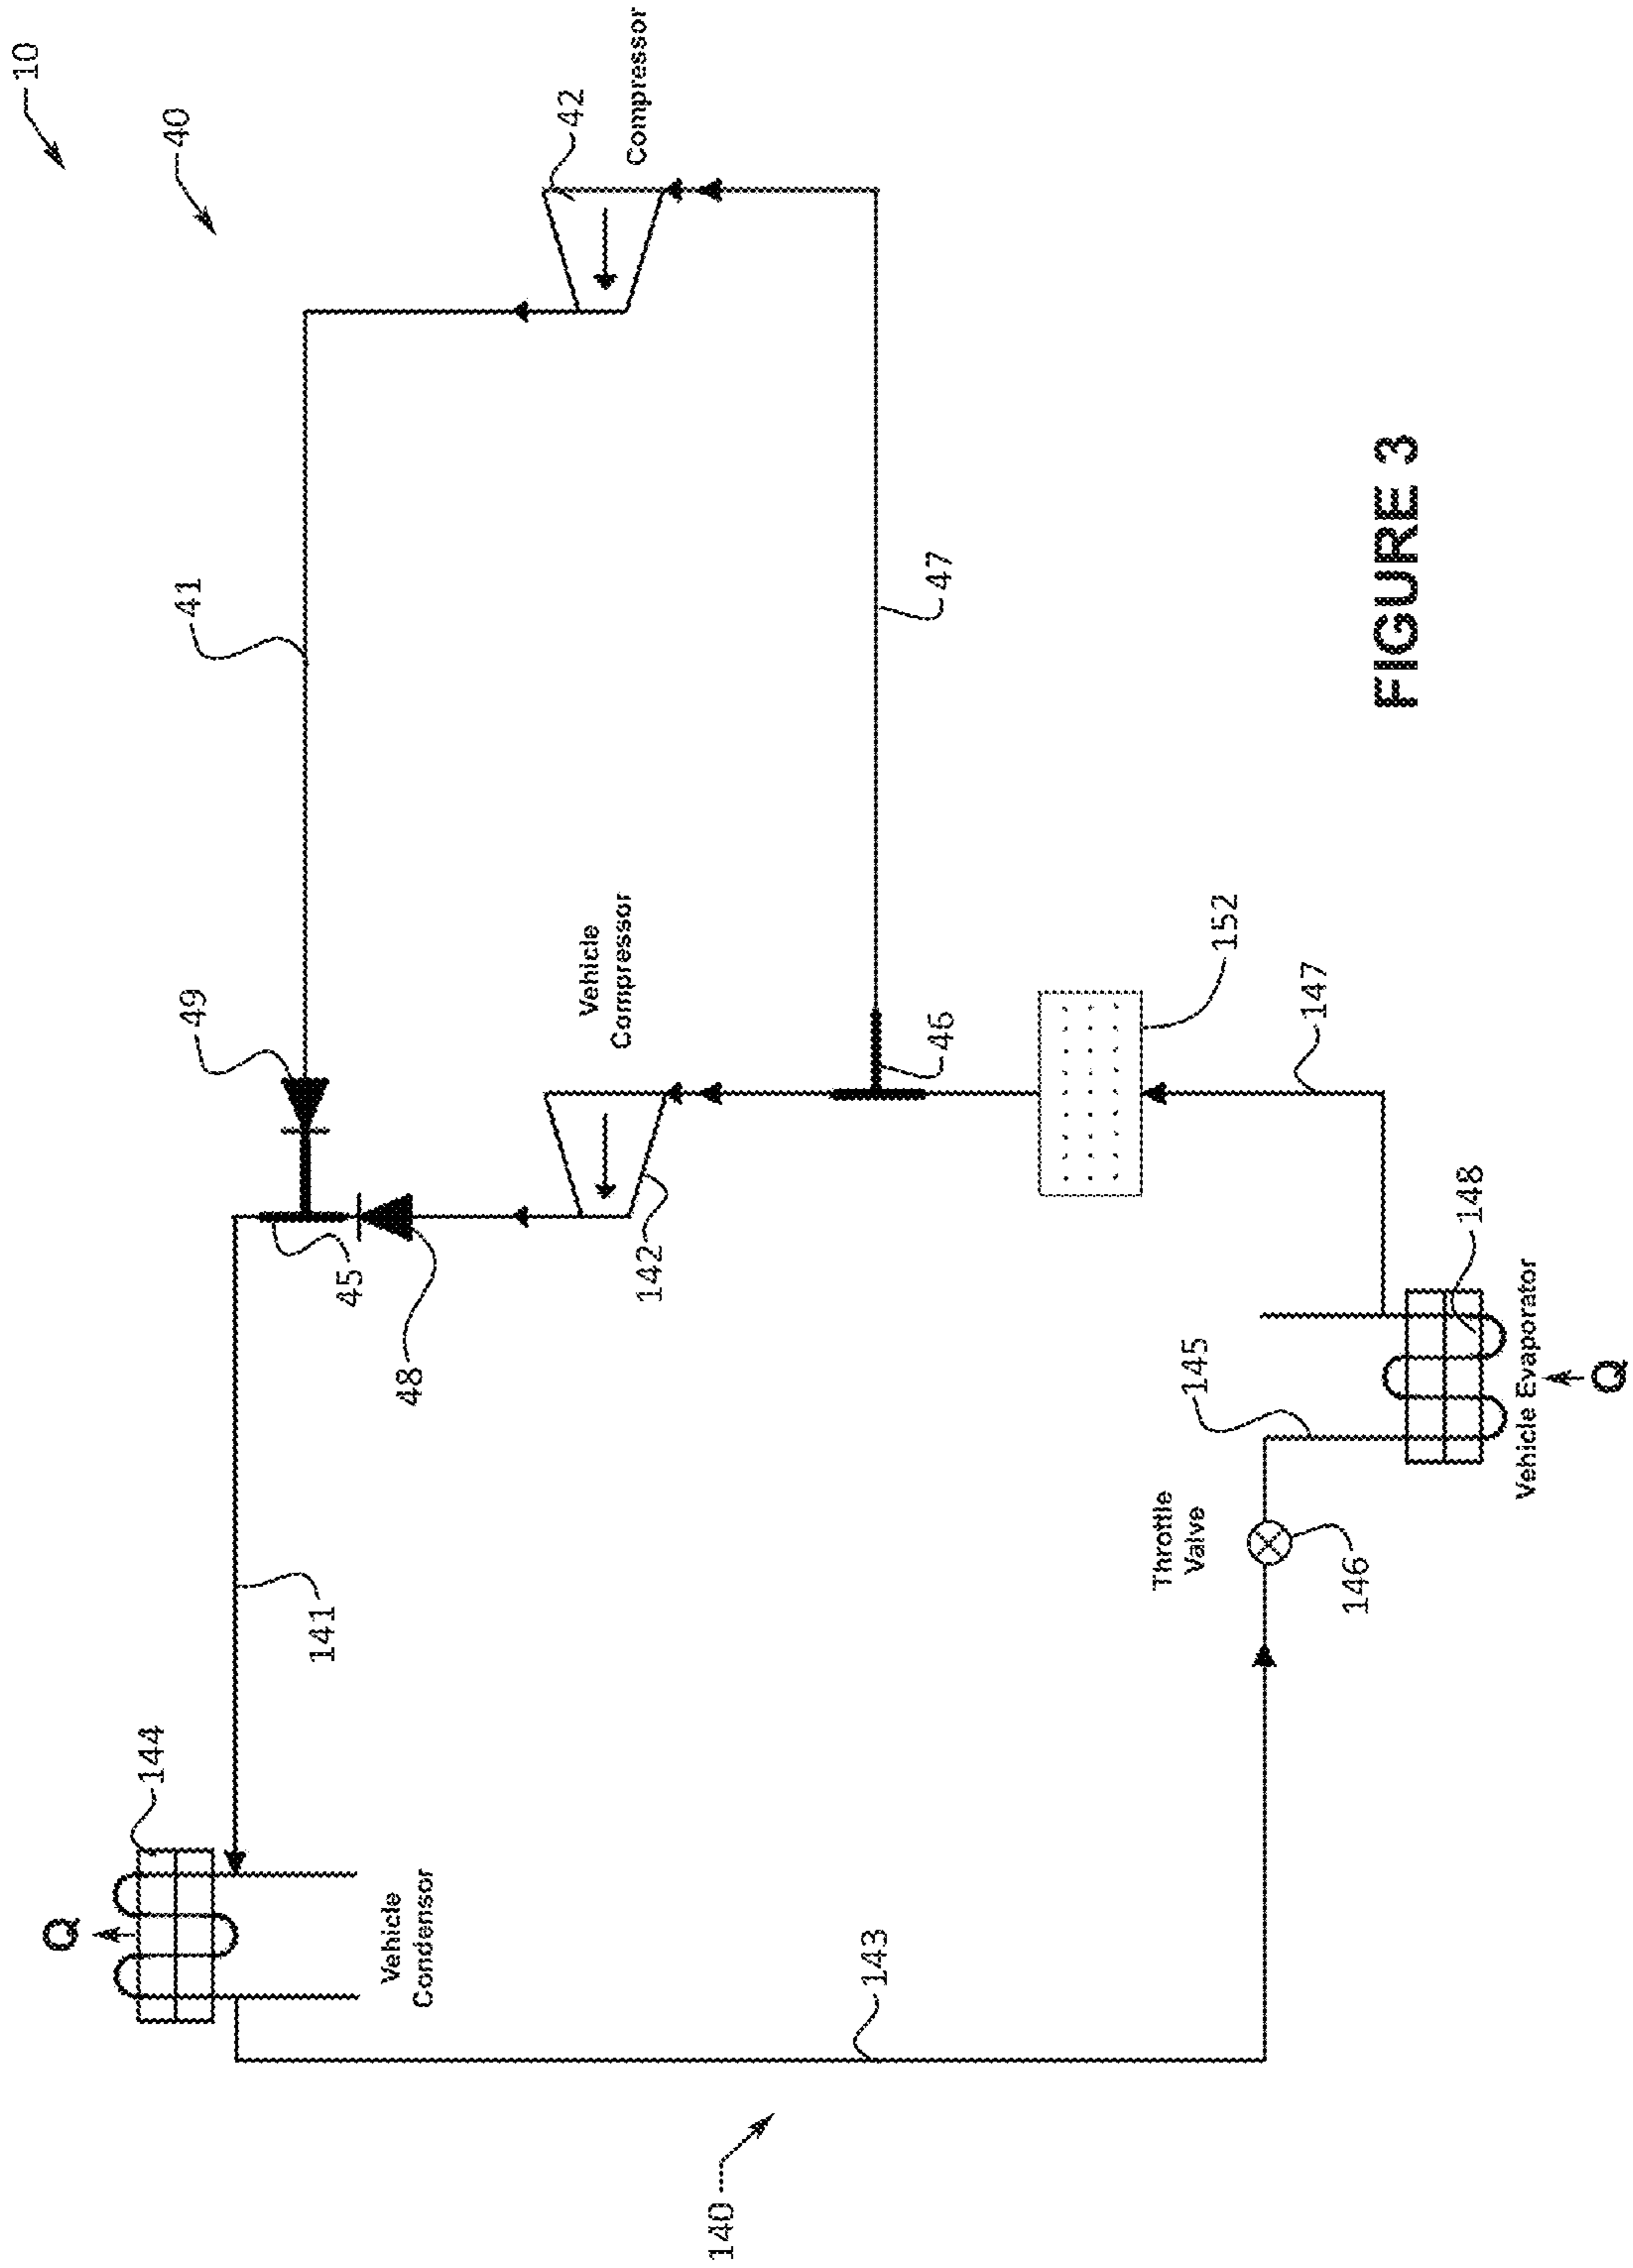 10
40
42
Compressor
41
47
49
Vehicle
Compressor
46
152
147
45
48
142
148
Vehicle Evaporator
Q
145
Throttle
Valve
146
141
144
Q
Vehicle
Condensor
143
140
FIGURE 3